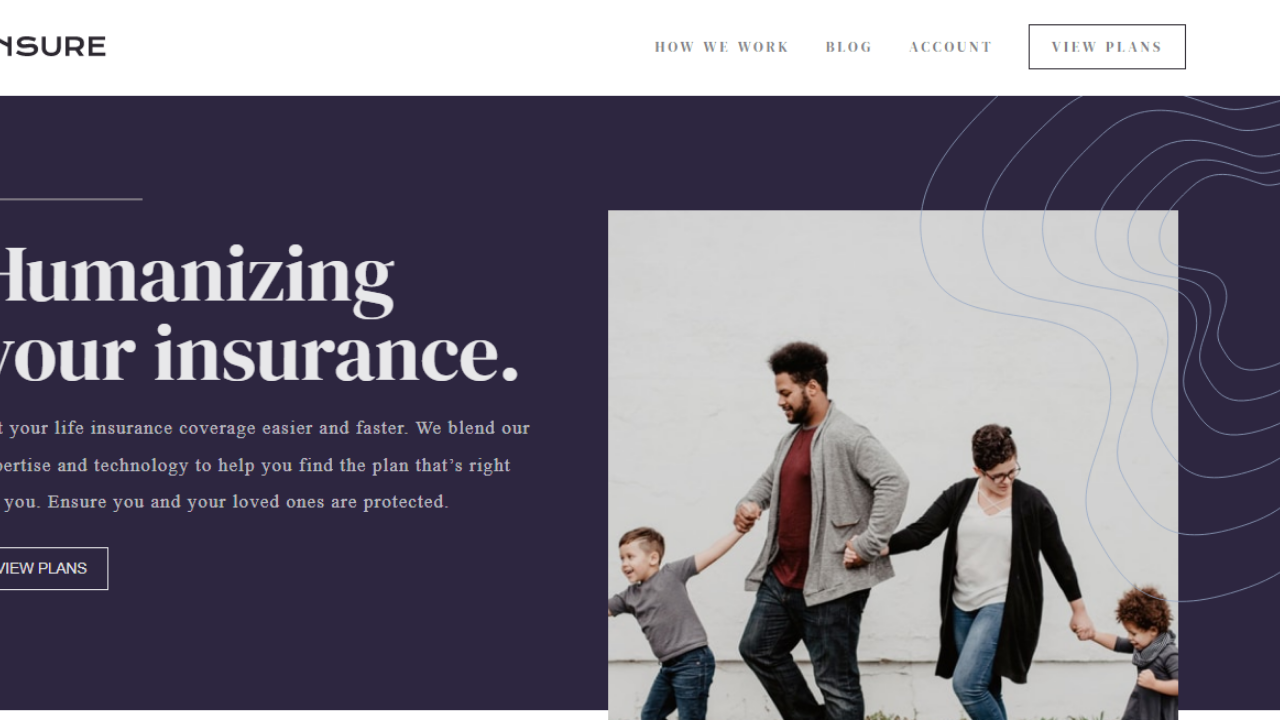 NSURE
HOW WE WORK BLOG ACCOUNT VIEW PLANS
Humanizing
your insurance.
t your life insurance coverage easier and faster. We blend our
pertise and technology to help you find the plan that’s right
you. Ensure you and your loved ones are protected.
VIEW PLANS